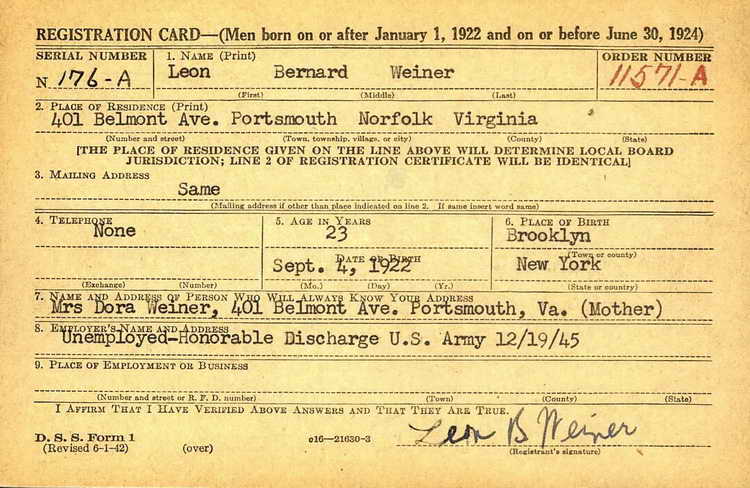 REGISTRATION CARD—(Men born on or after January 1, 1922 and on or before June 30, 1924)
SERIAL NUMBER 1. NAME (Print) ORDER NUMBER
N 176-A Leon Bernard Weiner 11571-A
(First) (Middle) (Last)
2. PLACE OF RESIDENCE (Print)
401 Belmont Ave. Portsmouth Norfolk Virginia
(Number and street) (Town, township, village, or city) (County) (State)
[THE PLACE OF RESIDENCE GIVEN ON THE LINE ABOVE WILL DETERMINE LOCAL BOARD
JURISDICTION; LINE 2 OF REGISTRATION CERTIFICATE WILL BE IDENTICAL]
3. MAILING ADDRESS
Same
(Mailing address if other than place indicated on line 2. If same insert word same)
4. TELEPHONE 5. AGE IN YEARS 6. PLACE OF BIRTH
None 23 Brooklyn
DATE OF BIRTH (Town or county)
Sept. 4, 1922 New York
(Exchange) (Number) (Mo.) (Day) (Yr.) (State or country)
7. NAME AND ADDRESS OF PERSON WHO WILL ALWAYS KNOW YOUR ADDRESS
Mrs Dora Weiner, 401 Belmont Ave. Portsmouth, Va. (Mother)
8. EMPLOYER'S NAME AND ADDRESS
Unemployed-Honorable Discharge U.S. Army 12/19/45
9. PLACE OF EMPLOYMENT OR BUSINESS
(Number and street or R. F. D. number) (Town) (County) (State)
I AFFIRM THAT I HAVE VERIFIED ABOVE ANSWERS AND THAT THEY ARE TRUE.
D. S. S. Form 1
(Revised 6-1-42) (over) c16—21630-3 Leon B Weiner
(Registrant's signature)